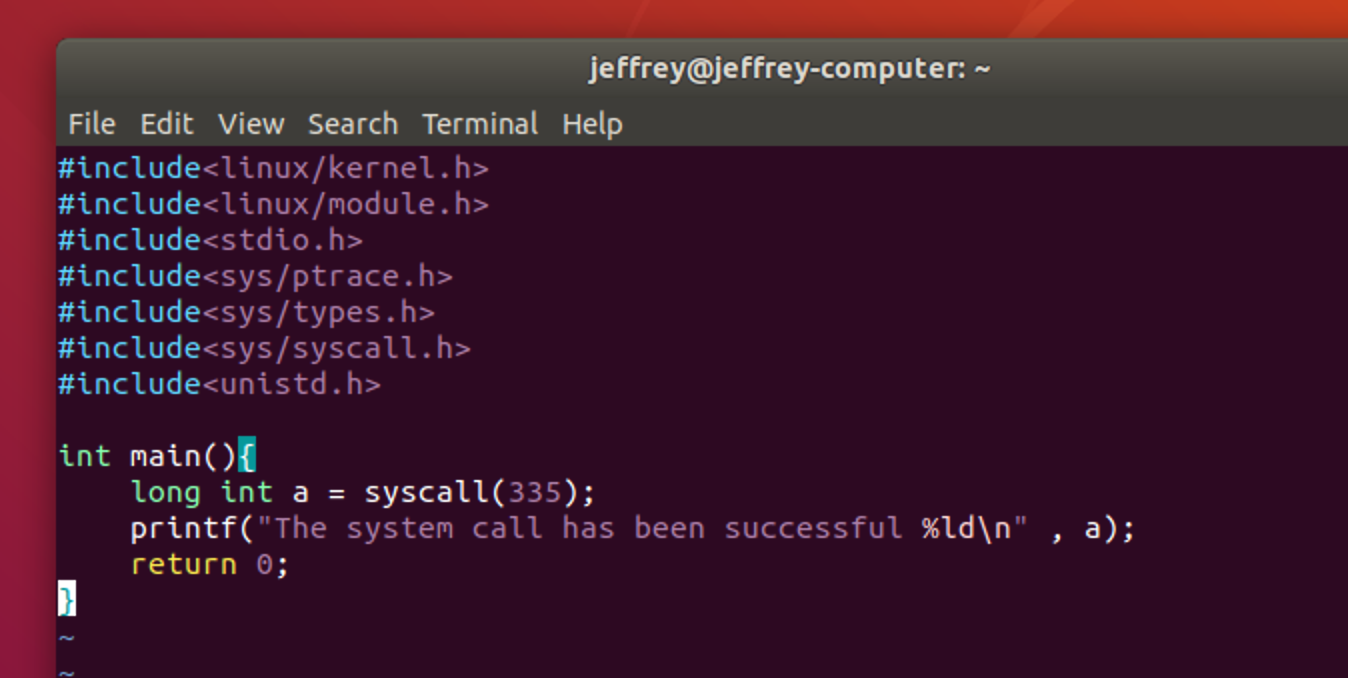 jeffrey@jeffrey-computer: ~
File Edit View Search Terminal Help
#include<linux/kernel.h>
#include<linux/module.h>
#include<stdio.h>
#include<sys/ptrace.h>
#include<sys/types.h>
#include<sys/syscall.h>
#include<unistd.h>

int main(){
    long int a = syscall(335);
    printf("The system call has been successful %ld\n" , a);
    return 0;
}
~
~